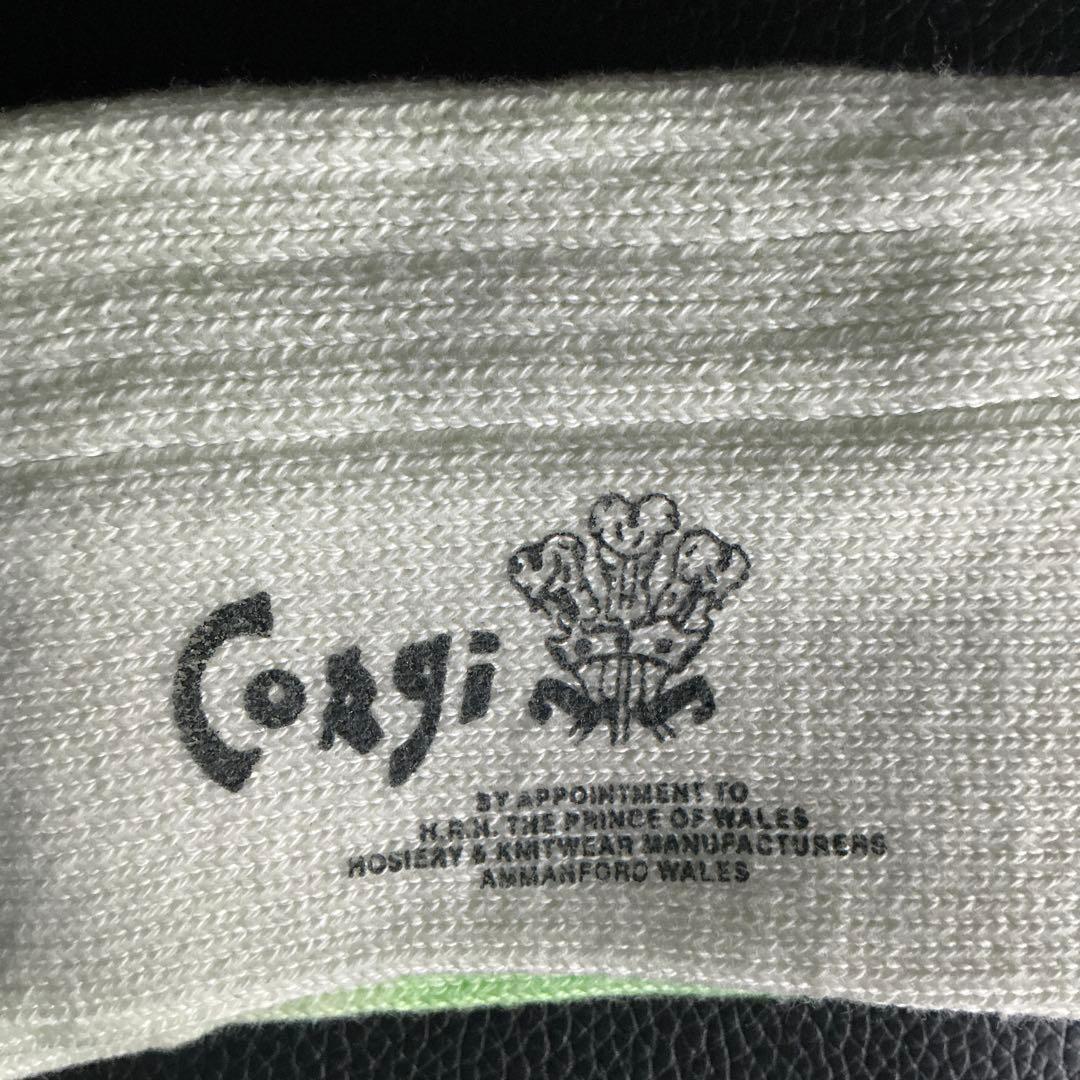 Corgi
BY APPOINTMENT TO
H.R.H. THE PRINCE OF WALES
HOSIERY & KNITWEAR MANUFACTURERS
AMMANFORD WALES